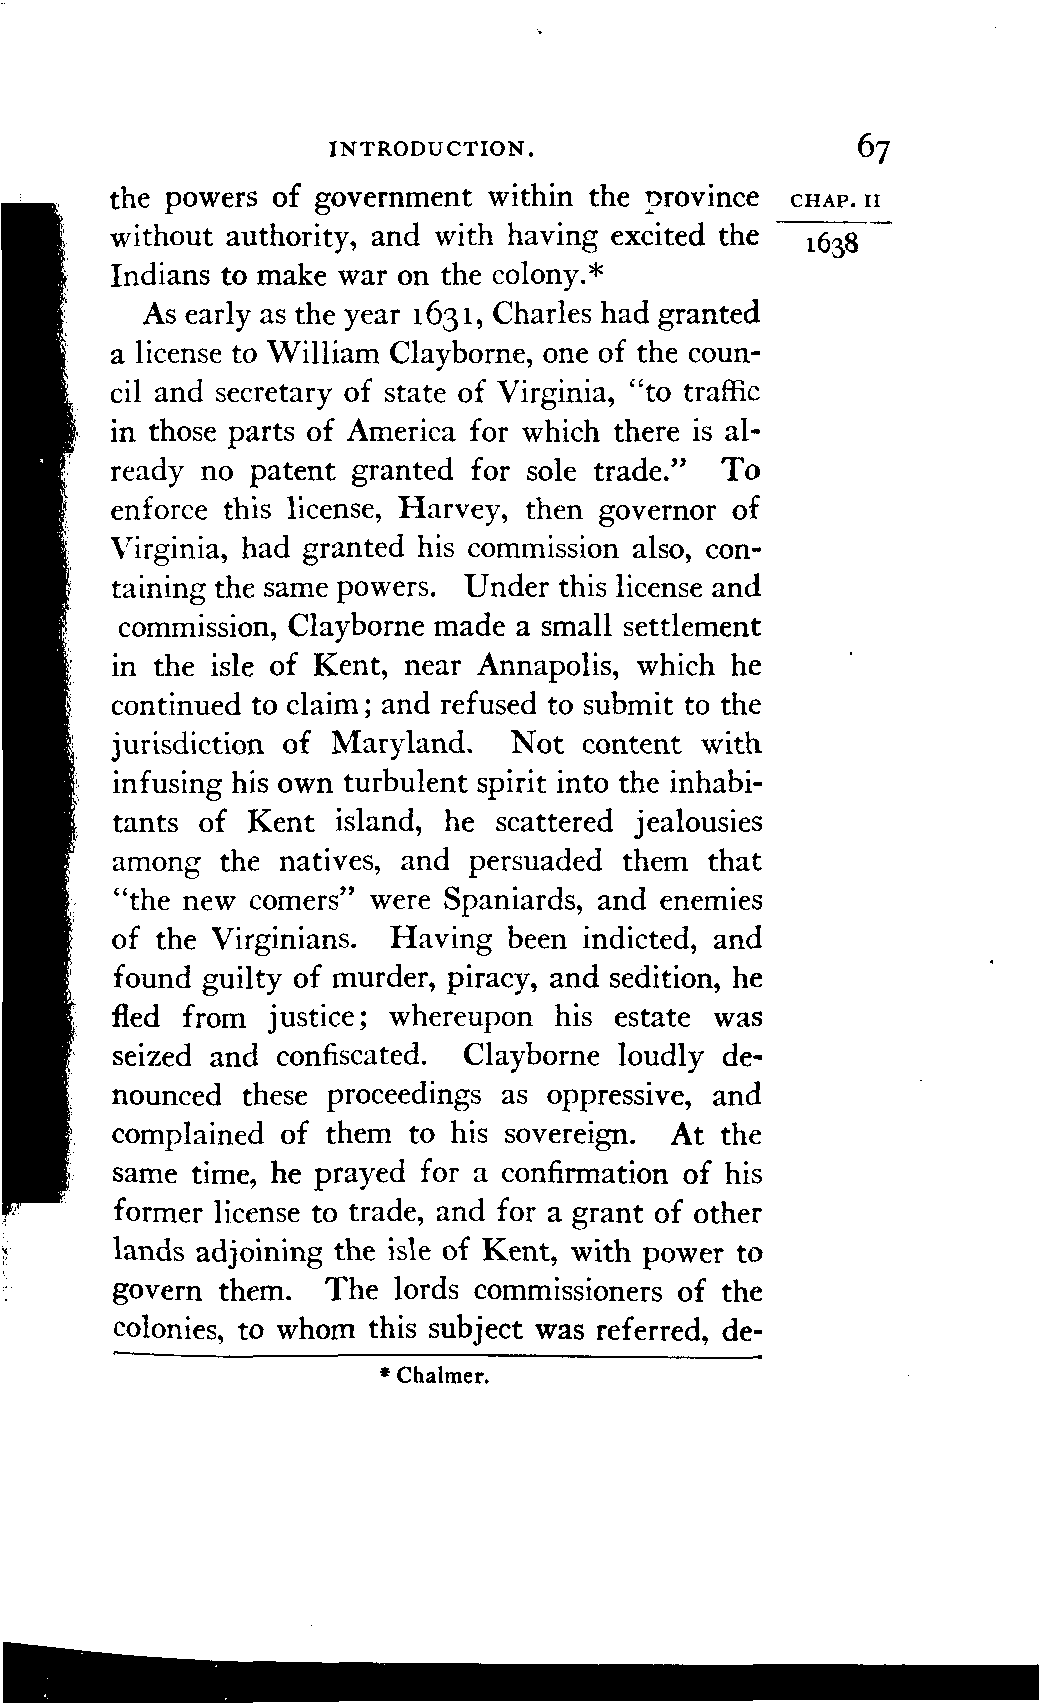 INTRODUCTION. 67
the powers of government within the province CHAP. II
without authority, and with having excited the 1638
Indians to make war on the colony.*
As early as the year 1631, Charles had granted
a license to William Clayborne, one of the coun-
cil and secretary of state of Virginia, "to traffic
in those parts of America for which there is al-
ready no patent granted for sole trade." To
enforce this license, Harvey, then governor of
Virginia, had granted his commission also, con-
taining the same powers. Under this license and
commission, Clayborne made a small settlement
in the isle of Kent, near Annapolis, which he
continued to claim; and refused to submit to the
jurisdiction of Maryland. Not content with
infusing his own turbulent spirit into the inhabi-
tants of Kent island, he scattered jealousies
among the natives, and persuaded them that
"the new comers" were Spaniards, and enemies
of the Virginians. Having been indicted, and
found guilty of murder, piracy, and sedition, he
fled from justice; whereupon his estate was
seized and confiscated. Clayborne loudly de-
nounced these proceedings as oppressive, and
complained of them to his sovereign. At the
same time, he prayed for a confirmation of his
former license to trade, and for a grant of other
lands adjoining the isle of Kent, with power to
govern them. The lords commissioners of the
colonies, to whom this subject was referred, de-
* Chalmer.